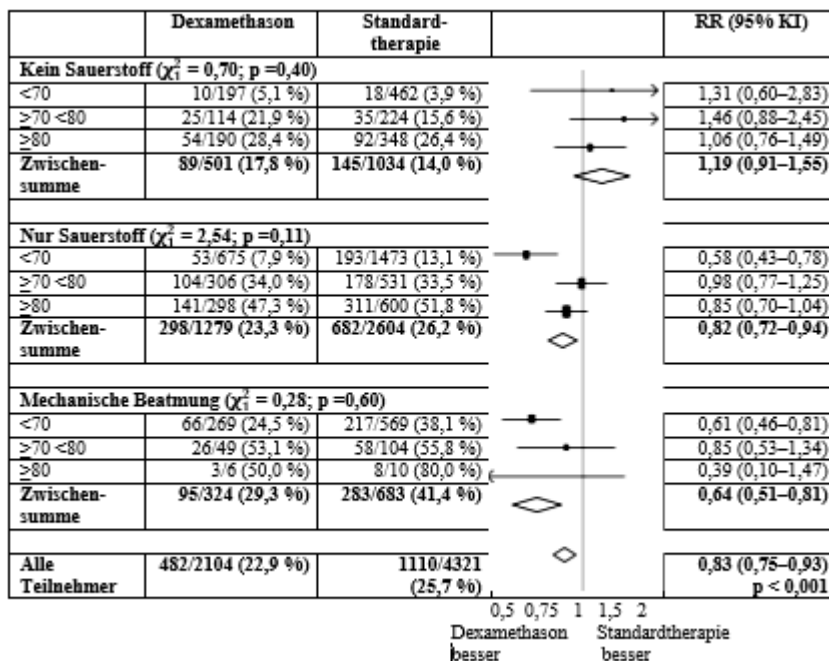 Dexamethason Standard- RR (95% KI)
therapie
Kein Sauerstoff (χ²₁ = 0,70; p =0,40)
<70 10/197 (5,1 %) 18/462 (3,9 %) 1,31 (0,60–2,83)
≥70 <80 25/114 (21,9 %) 35/224 (15,6 %) 1,46 (0,88–2,45)
≥80 54/190 (28,4 %) 92/348 (26,4 %) 1,06 (0,76–1,49)
Zwischen- 89/501 (17,8 %) 145/1034 (14,0 %) 1,19 (0,91–1,55)
summe
Nur Sauerstoff (χ²₁ = 2,54; p =0,11)
<70 53/675 (7,9 %) 193/1473 (13,1 %) 0,58 (0,43–0,78)
≥70 <80 104/306 (34,0 %) 178/531 (33,5 %) 0,98 (0,77–1,25)
≥80 141/298 (47,3 %) 311/600 (51,8 %) 0,85 (0,70–1,04)
Zwischen- 298/1279 (23,3 %) 682/2604 (26,2 %) 0,82 (0,72–0,94)
summe
Mechanische Beatmung (χ²₁ = 0,28; p =0,60)
<70 66/269 (24,5 %) 217/569 (38,1 %) 0,61 (0,46–0,81)
≥70 <80 26/49 (53,1 %) 58/104 (55,8 %) 0,85 (0,53–1,34)
≥80 3/6 (50,0 %) 8/10 (80,0 %) 0,39 (0,10–1,47)
Zwischen- 95/324 (29,3 %) 283/683 (41,4 %) 0,64 (0,51–0,81)
summe
Alle 482/2104 (22,9 %) 1110/4321 0,83 (0,75–0,93)
Teilnehmer (25,7 %) p < 0,001
0,5 0,75 1 1,5 2
Dexamethason Standardtherapie
besser besser